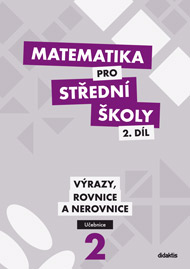 MATEMATIKA
PRO
STŘEDNÍ
ŠKOLY
2. DÍL
VÝRAZY,
ROVNICE
A NEROVNICE
Učebnice
2
didaktis